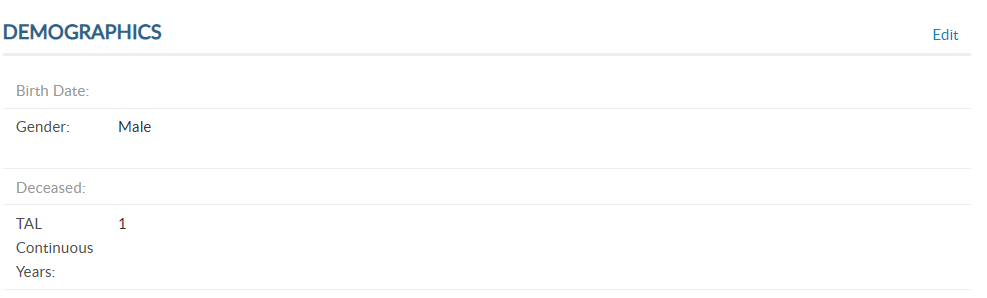 DEMOGRAPHICS Edit
Birth Date:
Gender: Male
Deceased:
TAL 1
Continuous
Years: